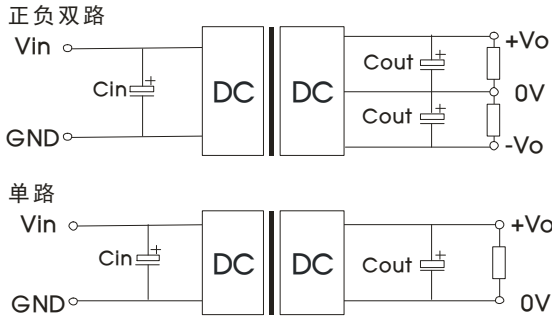 正负双路
Vin
+Vo
Cout
Cin
DC
DC
0V
Cout
GND
-Vo
单路
Vin
+Vo
Cin
DC
DC
Cout
GND
0V